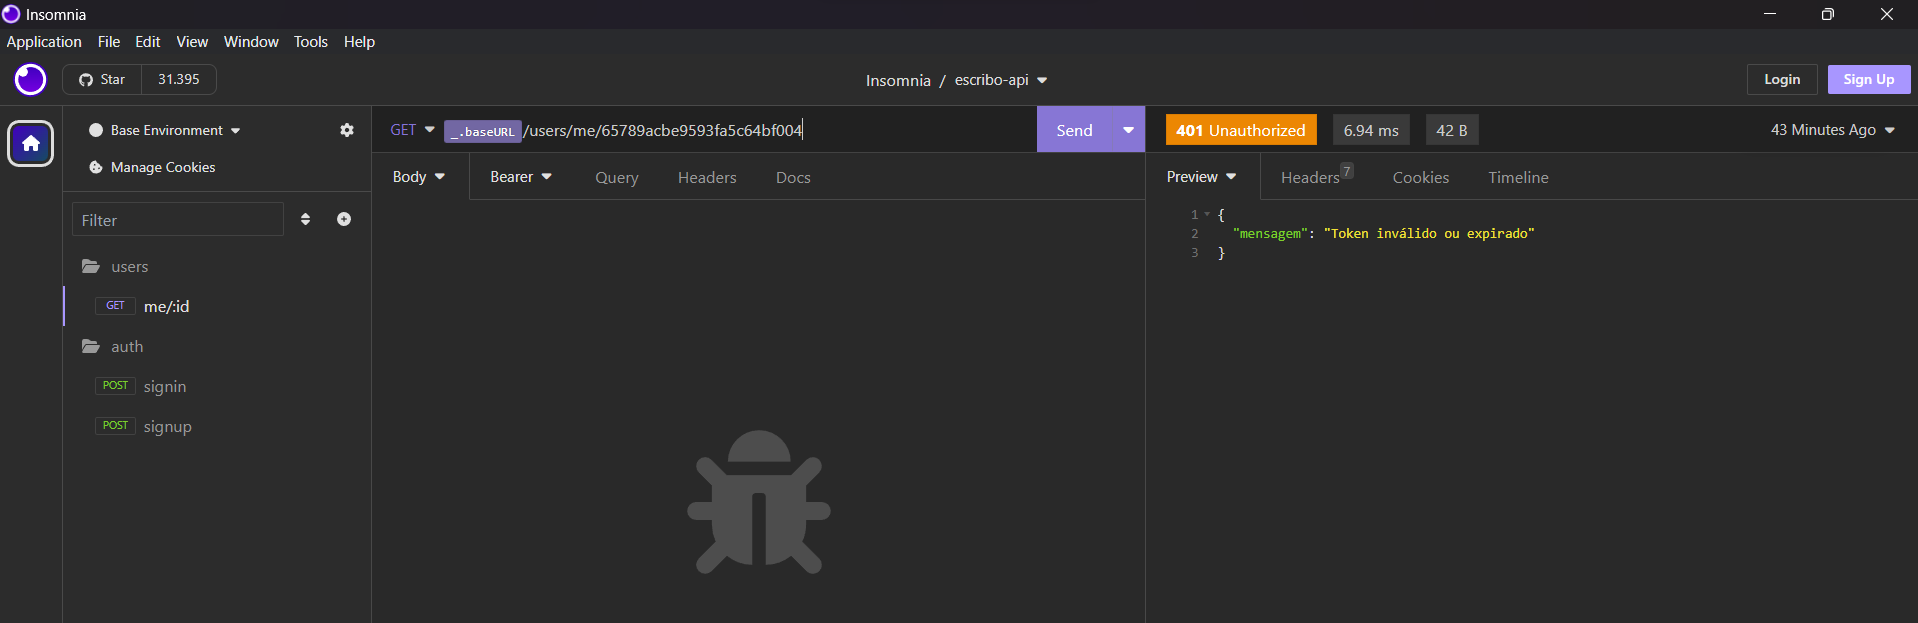 Insomnia
Application File Edit View Window Tools Help
Star 31.395
Insomnia / escribo-api
Login Sign Up
Base Environment
Manage Cookies
Filter
users
GET me/:id
auth
POST signin
POST signup
GET _.baseURL /users/me/65789acbe9593fa5c64bf004
Send
Body Bearer Query Headers Docs
401 Unauthorized 6.94 ms 42 B
43 Minutes Ago
Preview Headers 7 Cookies Timeline
1 {
2 "mensagem": "Token inválido ou expirado"
3 }